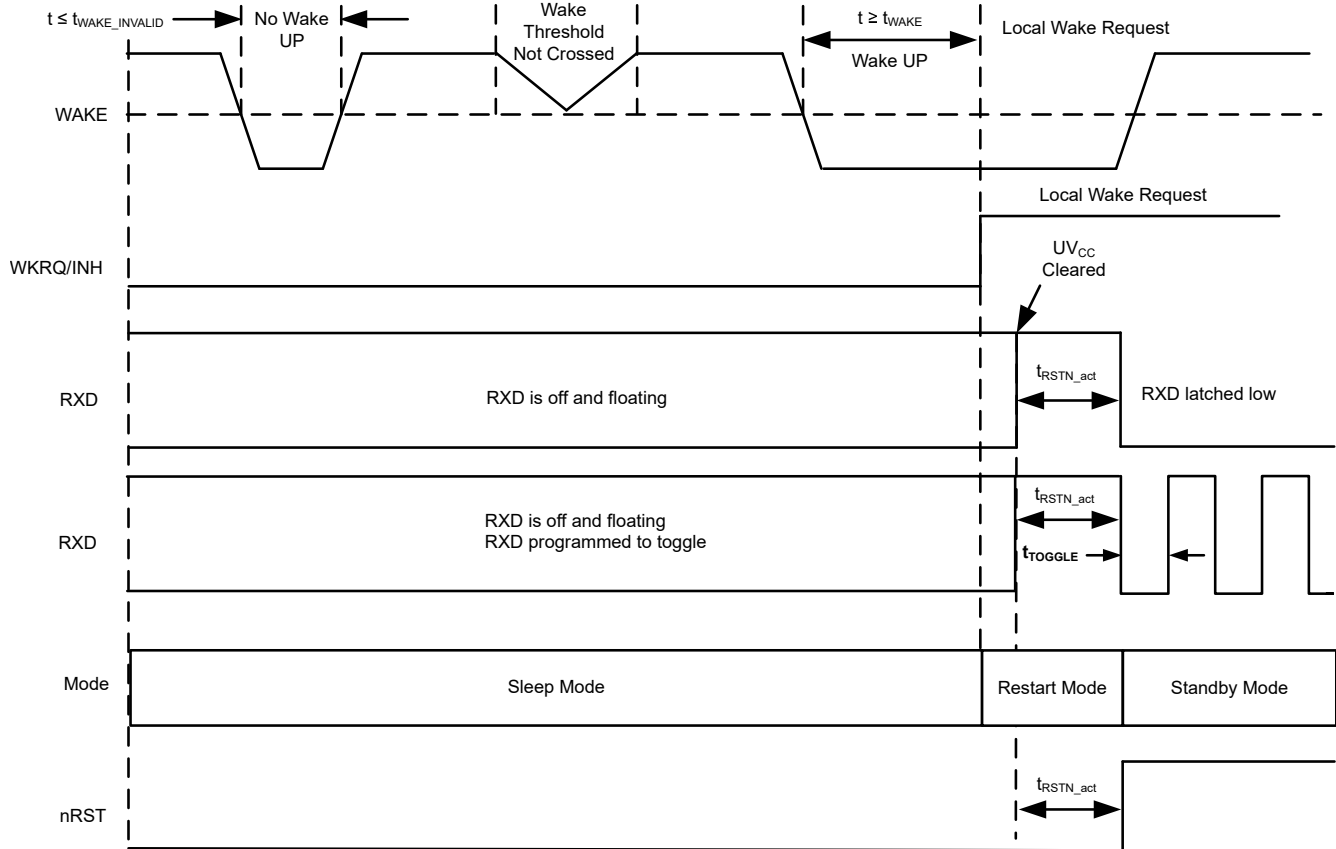 t ≤ tWAKE_INVALID
No Wake
UP
Wake
Threshold
Not Crossed
t ≥ tWAKE
Wake UP
Local Wake Request
WAKE
Local Wake Request
WKRQ/INH
UVCC
Cleared
RXD
RXD is off and floating
tRSTN_act
RXD latched low
RXD
RXD is off and floating
RXD programmed to toggle
tRSTN_act
tTOGGLE
Mode
Sleep Mode
Restart Mode
Standby Mode
nRST
tRSTN_act